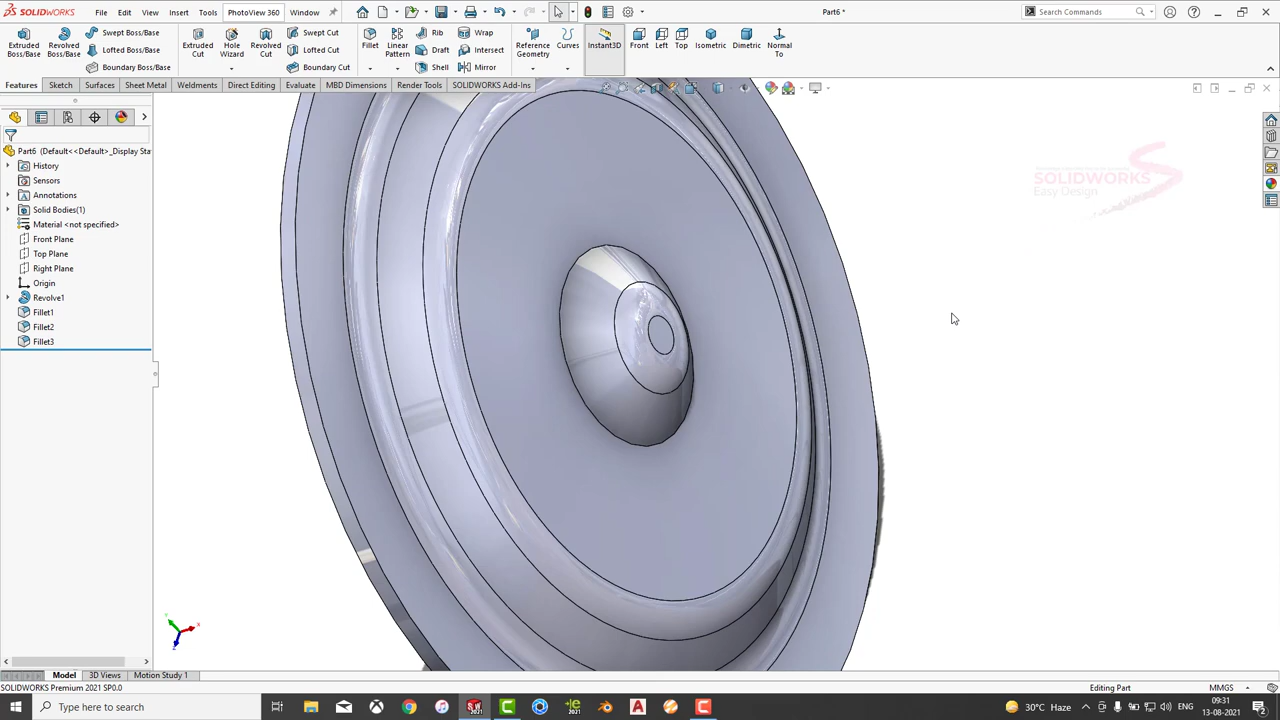 SOLIDWORKS
File
Edit
View
Insert
Tools
PhotoView 360
Window
Part6 *
Search Commands
Extruded Boss/Base
Revolved Boss/Base
Swept Boss/Base
Lofted Boss/Base
Boundary Boss/Base
Extruded Cut
Hole Wizard
Revolved Cut
Swept Cut
Lofted Cut
Boundary Cut
Fillet
Linear Pattern
Rib
Draft
Shell
Wrap
Intersect
Mirror
Reference Geometry
Curves
Instant3D
Front
Left
Top
Isometric
Dimetric
Normal To
Features
Sketch
Surfaces
Sheet Metal
Weldments
Direct Editing
Evaluate
MBD Dimensions
Render Tools
SOLIDWORKS Add-Ins
Part6 (Default<<Default>_Display Sta
History
Sensors
Annotations
Solid Bodies(1)
Material <not specified>
Front Plane
Top Plane
Right Plane
Origin
Revolve1
Fillet1
Fillet2
Fillet3
SOLIDWORKS
Easy Design
Model
3D Views
Motion Study 1
SOLIDWORKS Premium 2021 SP0.0
Editing Part
MMGS
Type here to search
30°C Haze
ENG
09:31
13-08-2021